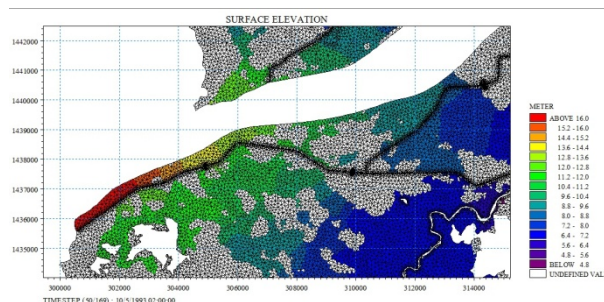 SURFACE ELEVATION
1442000
1441000
1440000
1439000
1438000
1437000
1436000
1435000
300000 302000 304000 306000 308000 310000 312000 314000
METER
ABOVE 16.0
15.2 - 16.0
14.4 - 15.2
13.6 - 14.4
12.8 - 13.6
12.0 - 12.8
11.2 - 12.0
10.4 - 11.2
9.6 - 10.4
8.8 - 9.6
8.0 - 8.8
7.2 - 8.0
6.4 - 7.2
5.6 - 6.4
4.8 - 5.6
BELOW 4.8
UNDEFINED VAL
TIMESTEP ( 50/169) : 10/5/1993 02:00:00